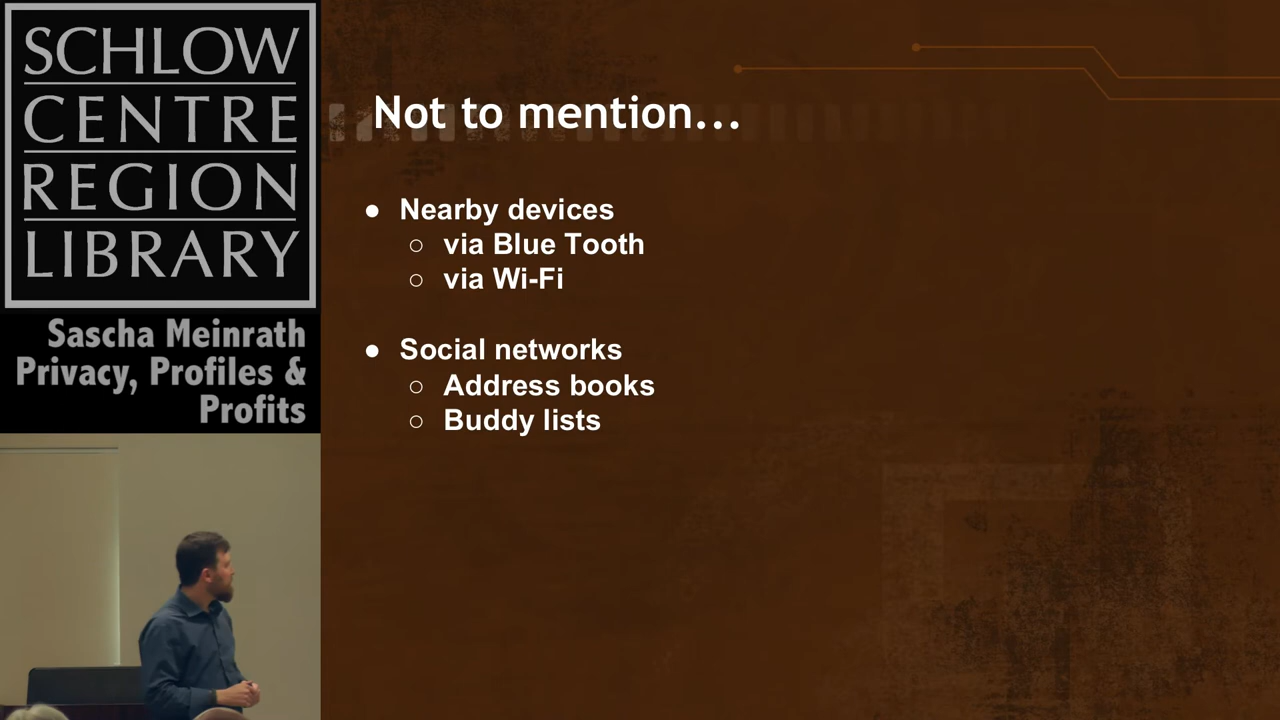 SCHLOW
CENTRE
REGION
LIBRARY
Sascha Meinrath
Privacy, Profiles &
Profits
Not to mention...
● Nearby devices
○ via Blue Tooth
○ via Wi-Fi
● Social networks
○ Address books
○ Buddy lists